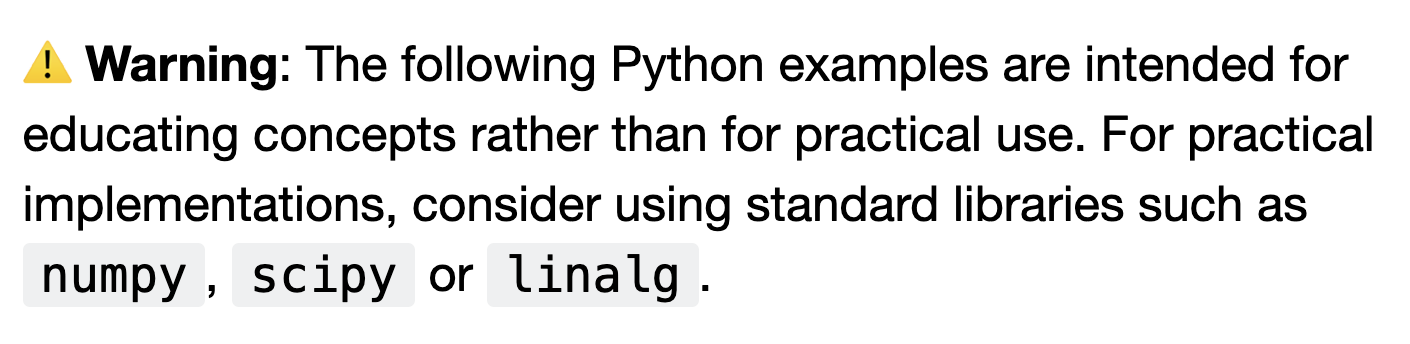 ⚠️ Warning: The following Python examples are intended for
educating concepts rather than for practical use. For practical
implementations, consider using standard libraries such as
numpy, scipy or linalg.